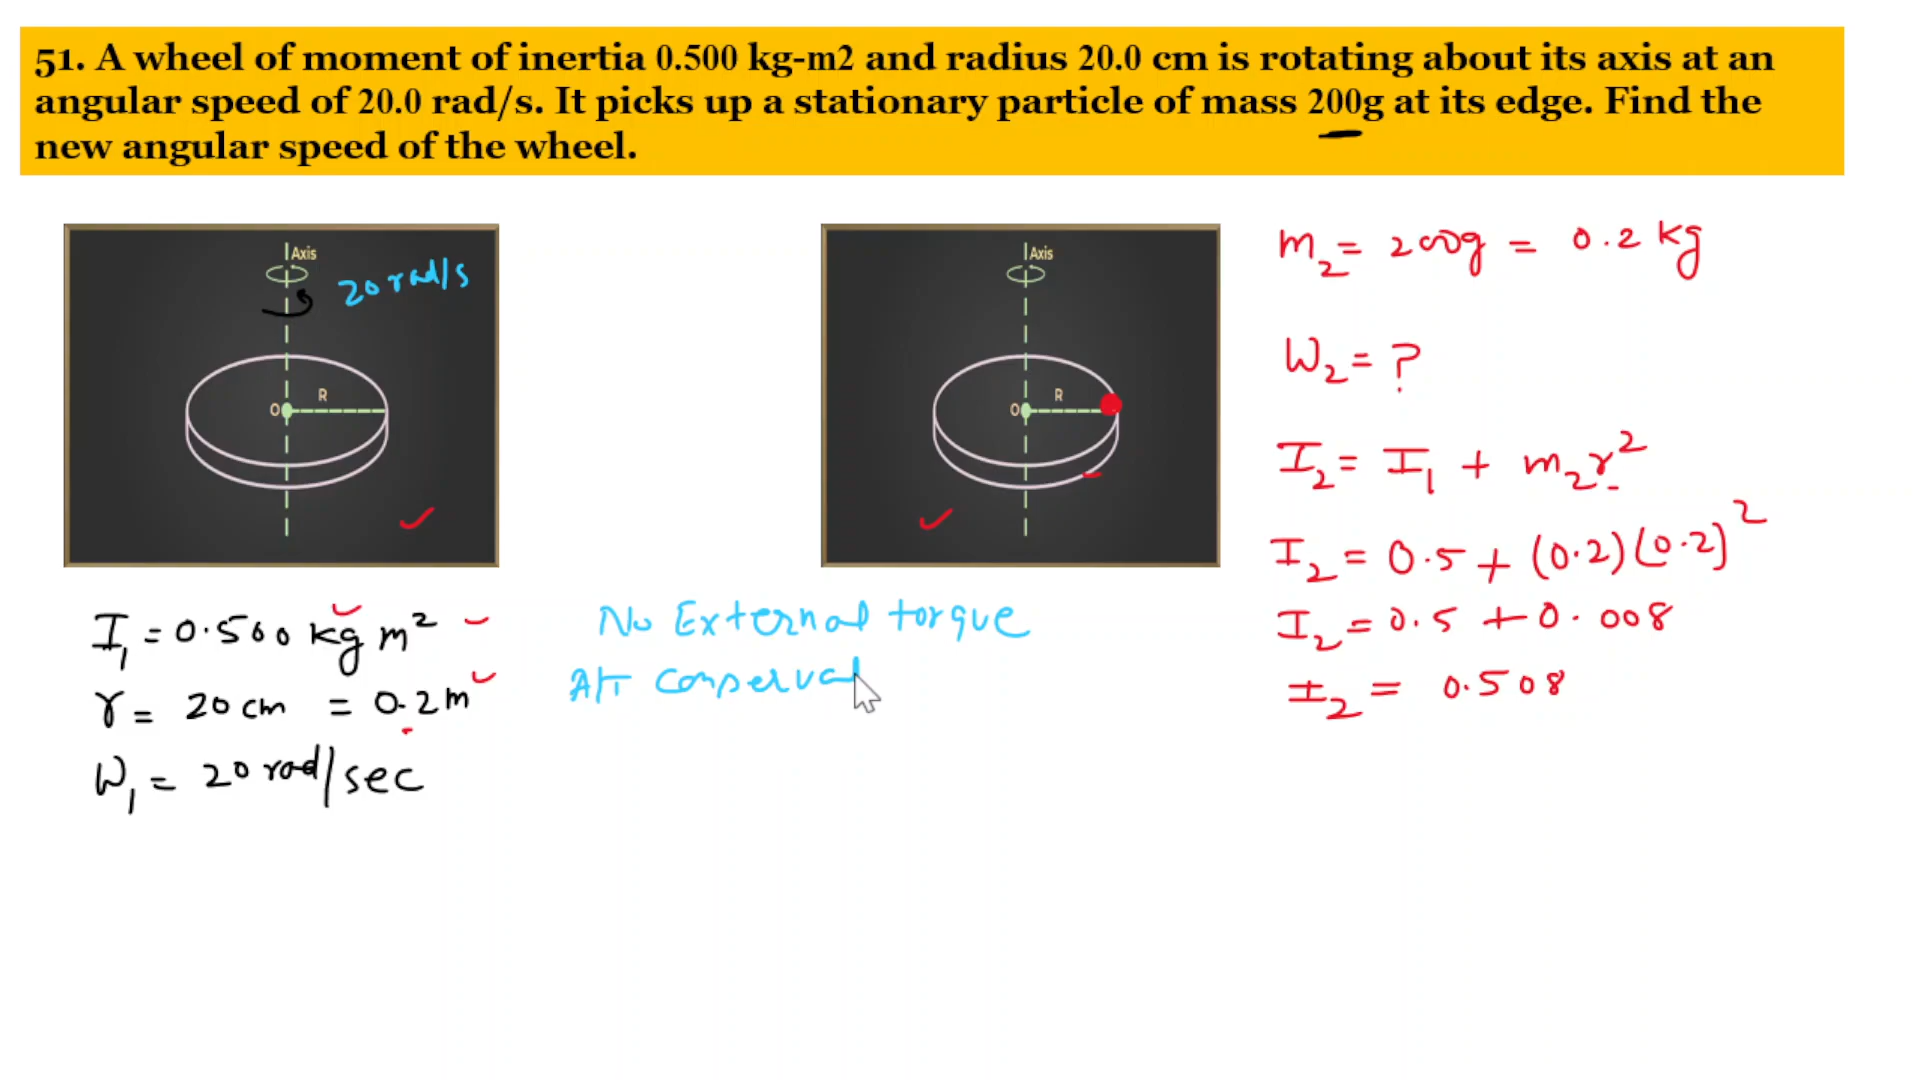 51. A wheel of moment of inertia 0.500 kg-m2 and radius 20.0 cm is rotating about its axis at an
angular speed of 20.0 rad/s. It picks up a stationary particle of mass 200g at its edge. Find the
new angular speed of the wheel.
Axis
20 rad/s
R
O
Axis
R
O
I₁ = 0.500 kg m²
r = 20 cm = 0.2 m
W₁ = 20 rad/sec
No External torque
A/T conserva
m₂ = 200g = 0.2 kg
W₂ = ?
I₂ = I₁ + m₂r²
I₂ = 0.5 + (0.2)(0.2)²
I₂ = 0.5 + 0.008
I₂ = 0.508